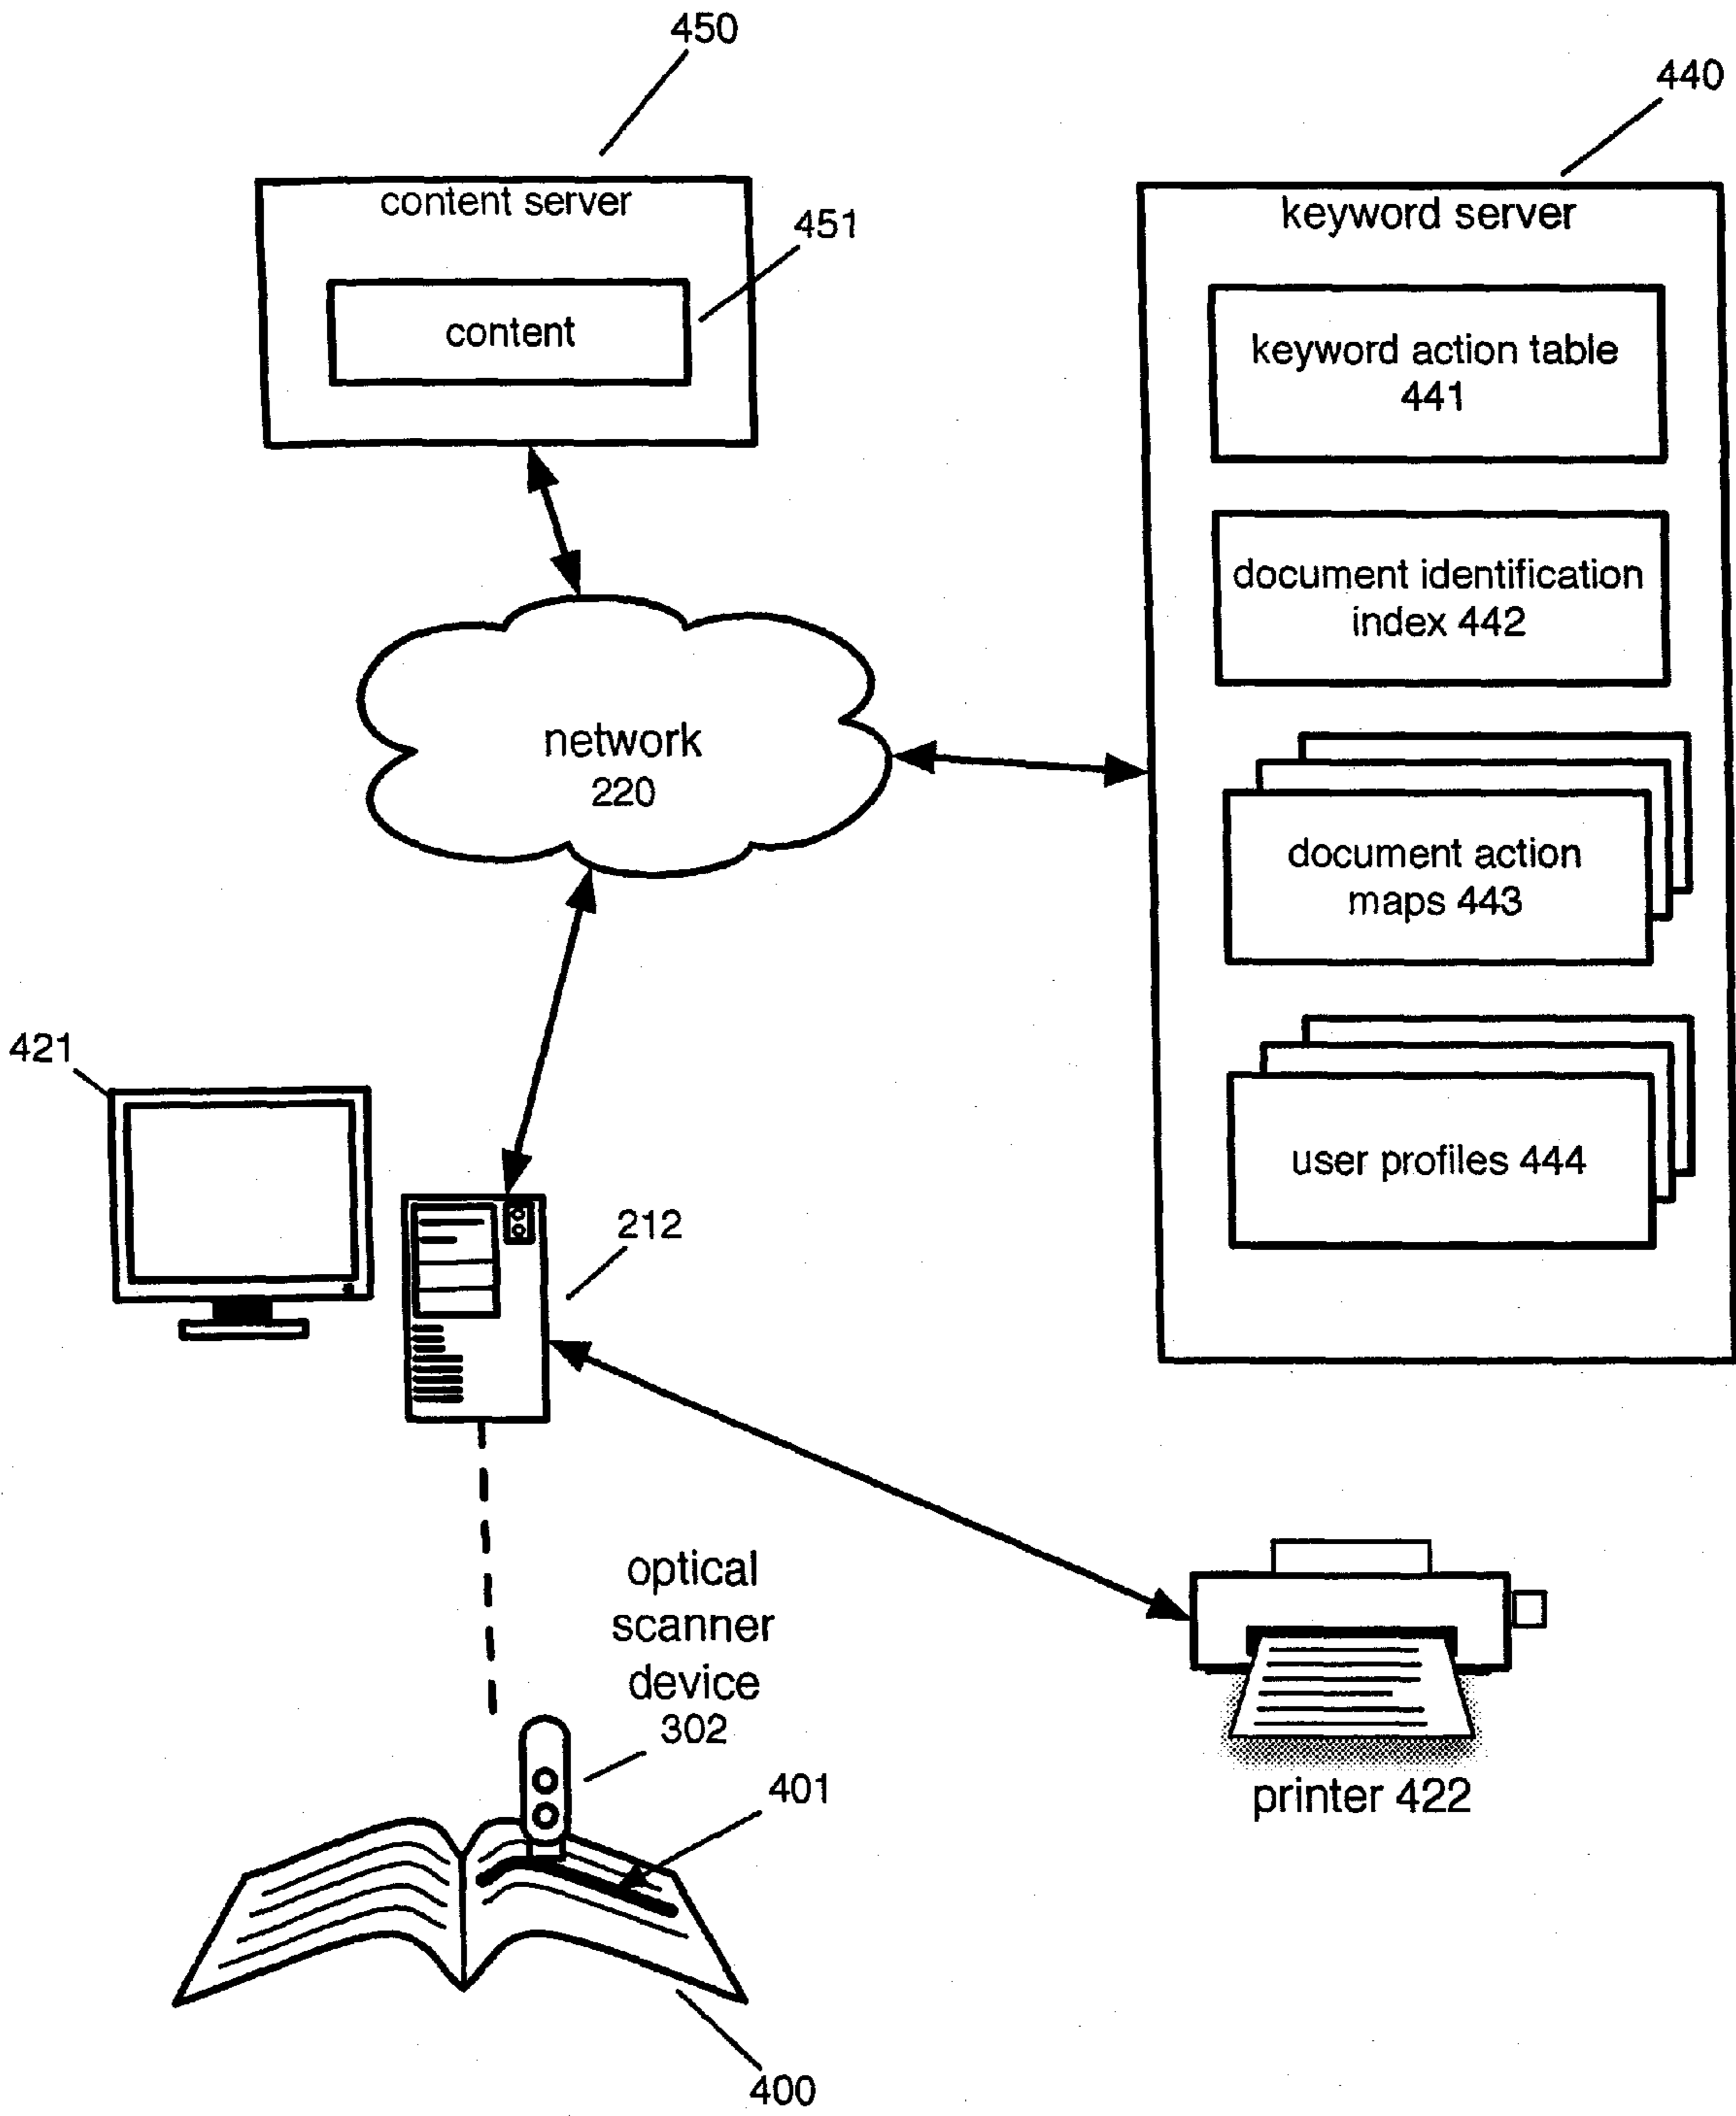 450
440
content server
451
content
keyword server
keyword action table
441
document identification
index 442
network
220
document action
maps 443
421
user profiles 444
212
optical
scanner
device
302
401
printer 422
400